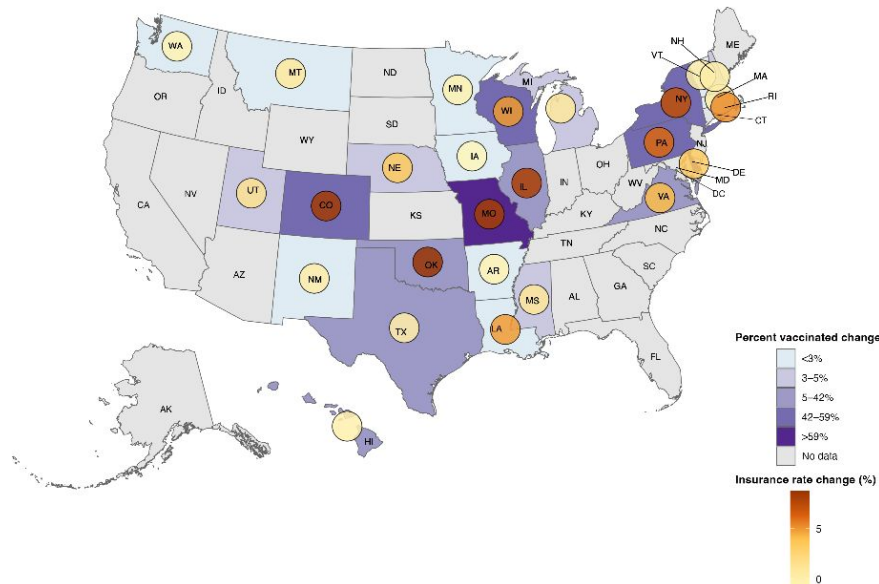 NH
ME
WA
VT
MT
ND
MA
MN
MI
OR
ID
RI
WI
NY
SD
CT
WY
PA
NJ
IA
NE
DE
OH
IN
IL
MD
UT
NV
WV
DC
CO
VA
CA
KS
MO
KY
NC
TN
OK
AZ
NM
AR
SC
MS
AL
GA
TX
LA
FL
AK
HI
Percent vaccinated change
<3%
3–5%
5–42%
42–59%
>59%
No data
Insurance rate change (%)
5
0